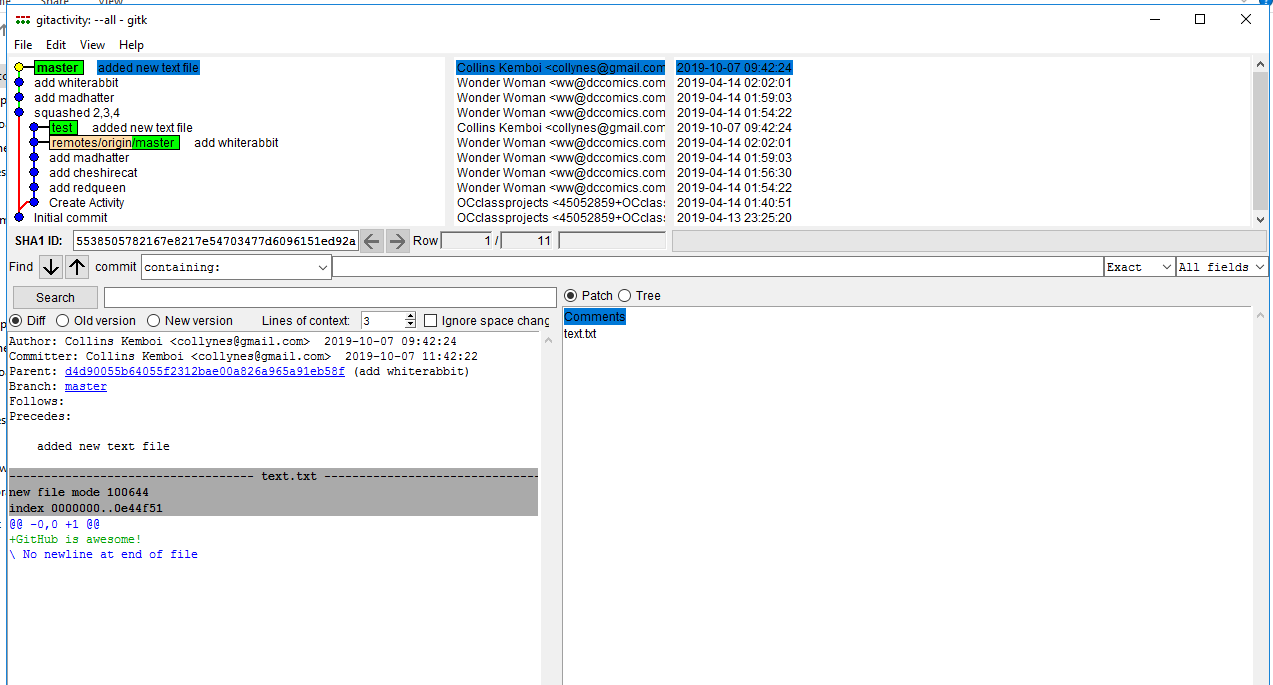 Share View
gitactivity: --all - gitk
File Edit View Help
master added new text file Collins Kemboi <collynes@gmail.com 2019-10-07 09:42:24
add whiterabbit Wonder Woman <ww@dccomics.com 2019-04-14 02:02:01
add madhatter Wonder Woman <ww@dccomics.com 2019-04-14 01:59:03
squashed 2,3,4 Wonder Woman <ww@dccomics.com 2019-04-14 01:54:22
test added new text file Collins Kemboi <collynes@gmail.com 2019-10-07 09:42:24
remotes/origin/master add whiterabbit Wonder Woman <ww@dccomics.com 2019-04-14 02:02:01
add madhatter Wonder Woman <ww@dccomics.com 2019-04-14 01:59:03
add cheshirecat Wonder Woman <ww@dccomics.com 2019-04-14 01:56:30
add redqueen Wonder Woman <ww@dccomics.com 2019-04-14 01:54:22
Create Activity OCclassprojects <45052859+OCclas: 2019-04-14 01:40:51
Initial commit OCclassprojects <45052859+OCclas: 2019-04-13 23:25:20
SHA1 ID: 5538505782167e8217e54703477d6096151ed92a Row 1 / 11
Find commit containing: Exact All fields
Search Patch Tree
Diff Old version New version Lines of context: 3 Ignore space chang
Comments
text.txt
Author: Collins Kemboi <collynes@gmail.com> 2019-10-07 09:42:24
Committer: Collins Kemboi <collynes@gmail.com> 2019-10-07 11:42:22
Parent: d4d90055b64055f2312bae00a826a965a91eb58f (add whiterabbit)
Branch: master
Follows:
Precedes:
added new text file
----------------------------------- text.txt -------------------------------
new file mode 100644
index 0000000..0e44f51
@@ -0,0 +1 @@
+GitHub is awesome!
\ No newline at end of file